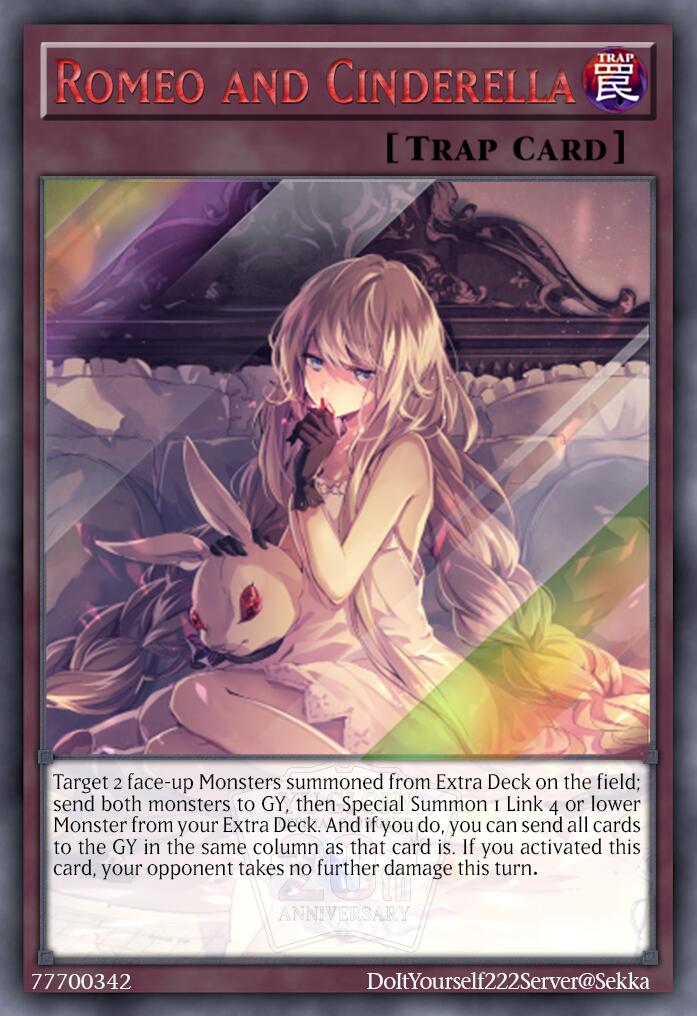 Romeo and Cinderella
TRAP
罠
[Trap Card]
Target 2 face-up Monsters summoned from Extra Deck on the field;
send both monsters to GY, then Special Summon 1 Link 4 or lower
Monster from your Extra Deck. And if you do, you can send all cards
to the GY in the same column as that card is. If you activated this
card, your opponent takes no further damage this turn.
20th
ANNIVERSARY
77700342
DoItYourself222Server@Sekka